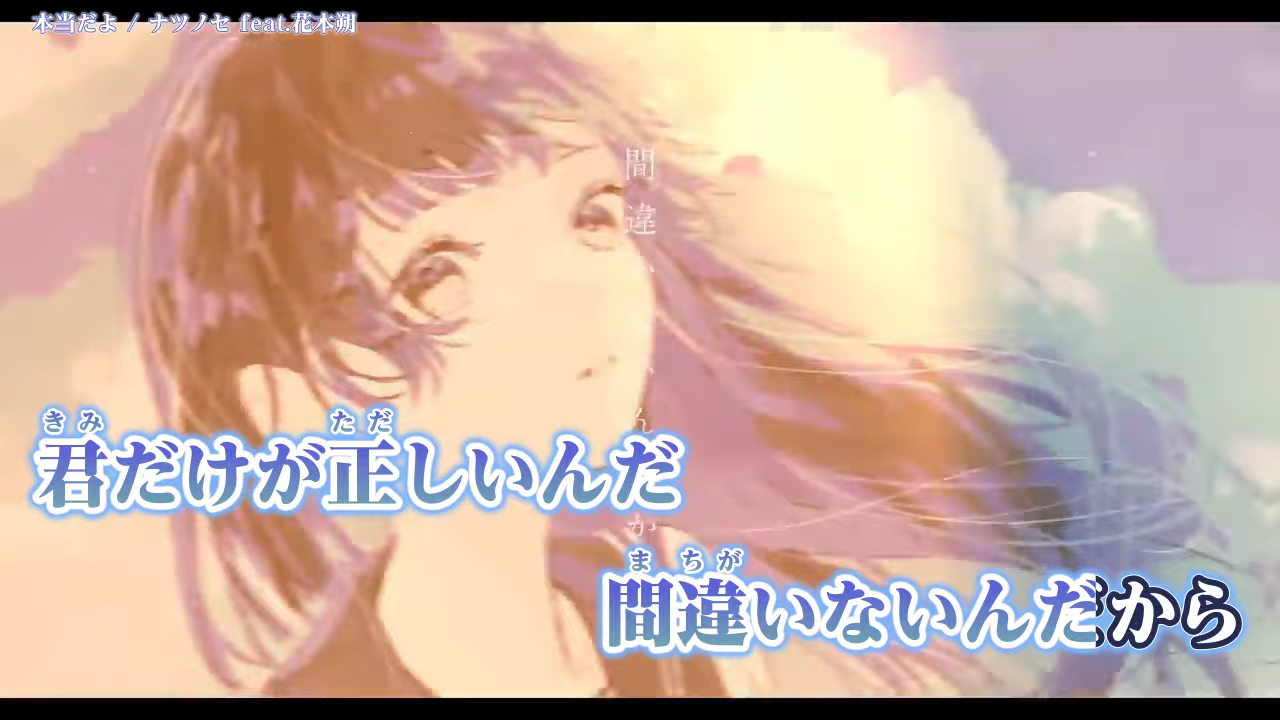 本当だよ / ナツノセ feat.花本朔
間違
ん
か
きみ ただ
君だけが正しいんだ
まちが
間違いないんだから